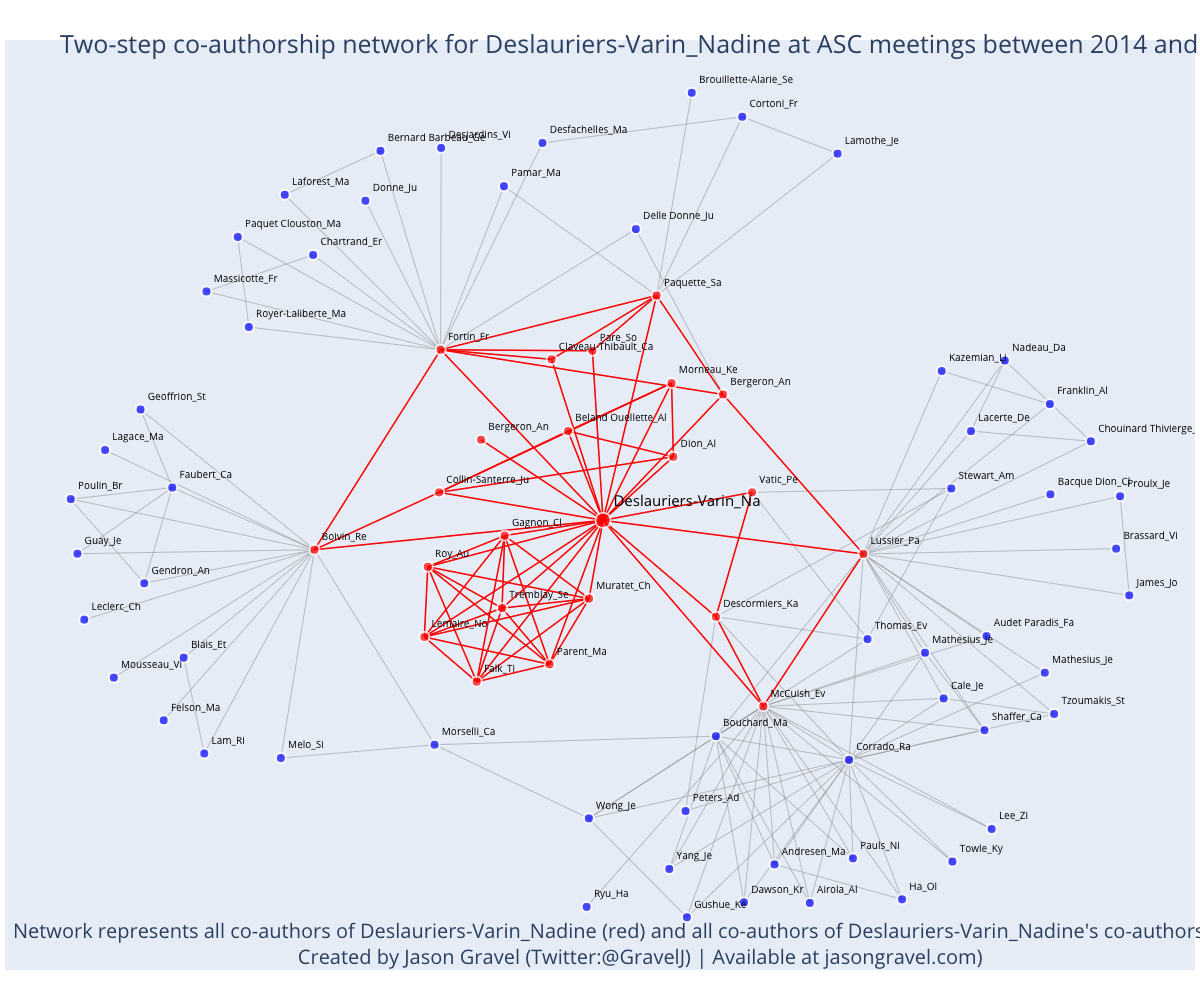 Two-step co-authorship network for Deslauriers-Varin_Nadine at ASC meetings between 2014 and
Brouillette-Alarie_Se
Cortoni_Fr
Desfachelles_Ma
Desjardins_Vi
Bernard Barbeau_Ge
Lamothe_Je
Pamar_Ma
Laforest_Ma
Donne_Ju
Delle Donne_Ju
Paquet Clouston_Ma
Chartrand_Er
Massicotte_Fr
Paquette_Sa
Royer-Laliberte_Ma
Fortin_Fr
Pare_So
Claveau Thibault_Ca
Nadeau_Da
Kazemian_Li
Morneau_Ke
Bergeron_An
Franklin_Al
Geoffrion_St
Beland Ouellette_Al
Lacerte_De
Bergeron_An
Chouinard Thivierge_
Lagace_Ma
Dion_Al
Faubert_Ca
Collin-Santerre_Ju
Vatic_Pe
Stewart_Am
Bacque Dion_Cl
Proulx_Je
Poulin_Br
Deslauriers-Varin_Na
Gagnon_Cl
Guay_Je
Boivin_Re
Lussier_Pa
Brassard_Vi
Roy_Au
Gendron_An
Muratet_Ch
James_Jo
Tremblay_Se
Leclerc_Ch
Descormiers_Ka
Lemaire_No
Thomas_Ev
Audet Paradis_Fa
Mathesius_Je
Blais_Et
Parent_Ma
Mousseau_Vi
Falk_Ti
Mathesius_Je
Cale_Je
McCuish_Ev
Tzoumakis_St
Felson_Ma
Bouchard_Ma
Shaffer_Ca
Lam_Ri
Melo_Si
Morselli_Ca
Corrado_Ra
Wong_Je
Peters_Ad
Lee_Zi
Yang_Je
Andresen_Ma
Pauls_Ni
Towle_Ky
Ryu_Ha
Gushue_Ke
Dawson_Kr
Airola_Al
Ha_Ol
Network represents all co-authors of Deslauriers-Varin_Nadine (red) and all co-authors of Deslauriers-Varin_Nadine's co-authors
Created by Jason Gravel (Twitter:@GravelJ) | Available at jasongravel.com)